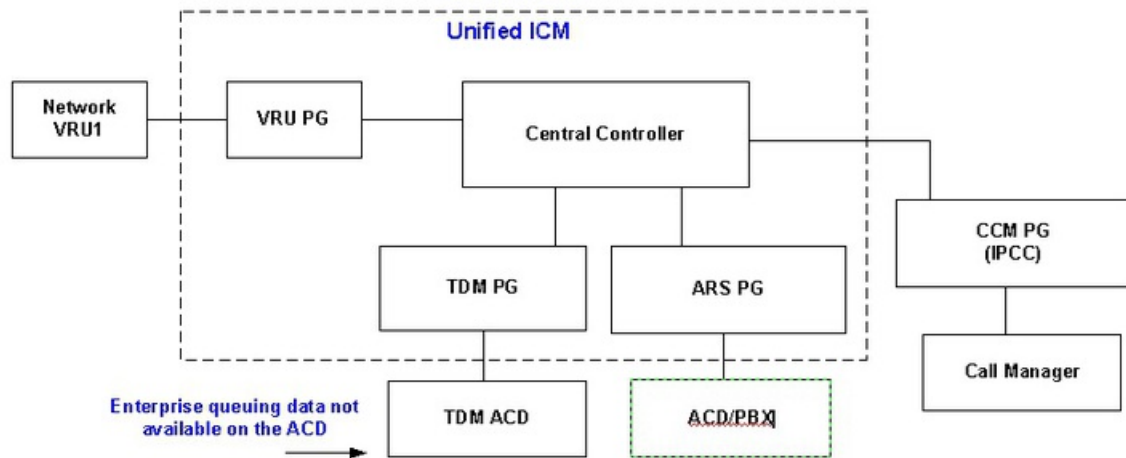 Unified ICM
Network
VRU1
VRU PG
Central Controller
CCM PG
(IPCC)
TDM PG
ARS PG
Call Manager
Enterprise queuing data not
available on the ACD
TDM ACD
ACD/PBX